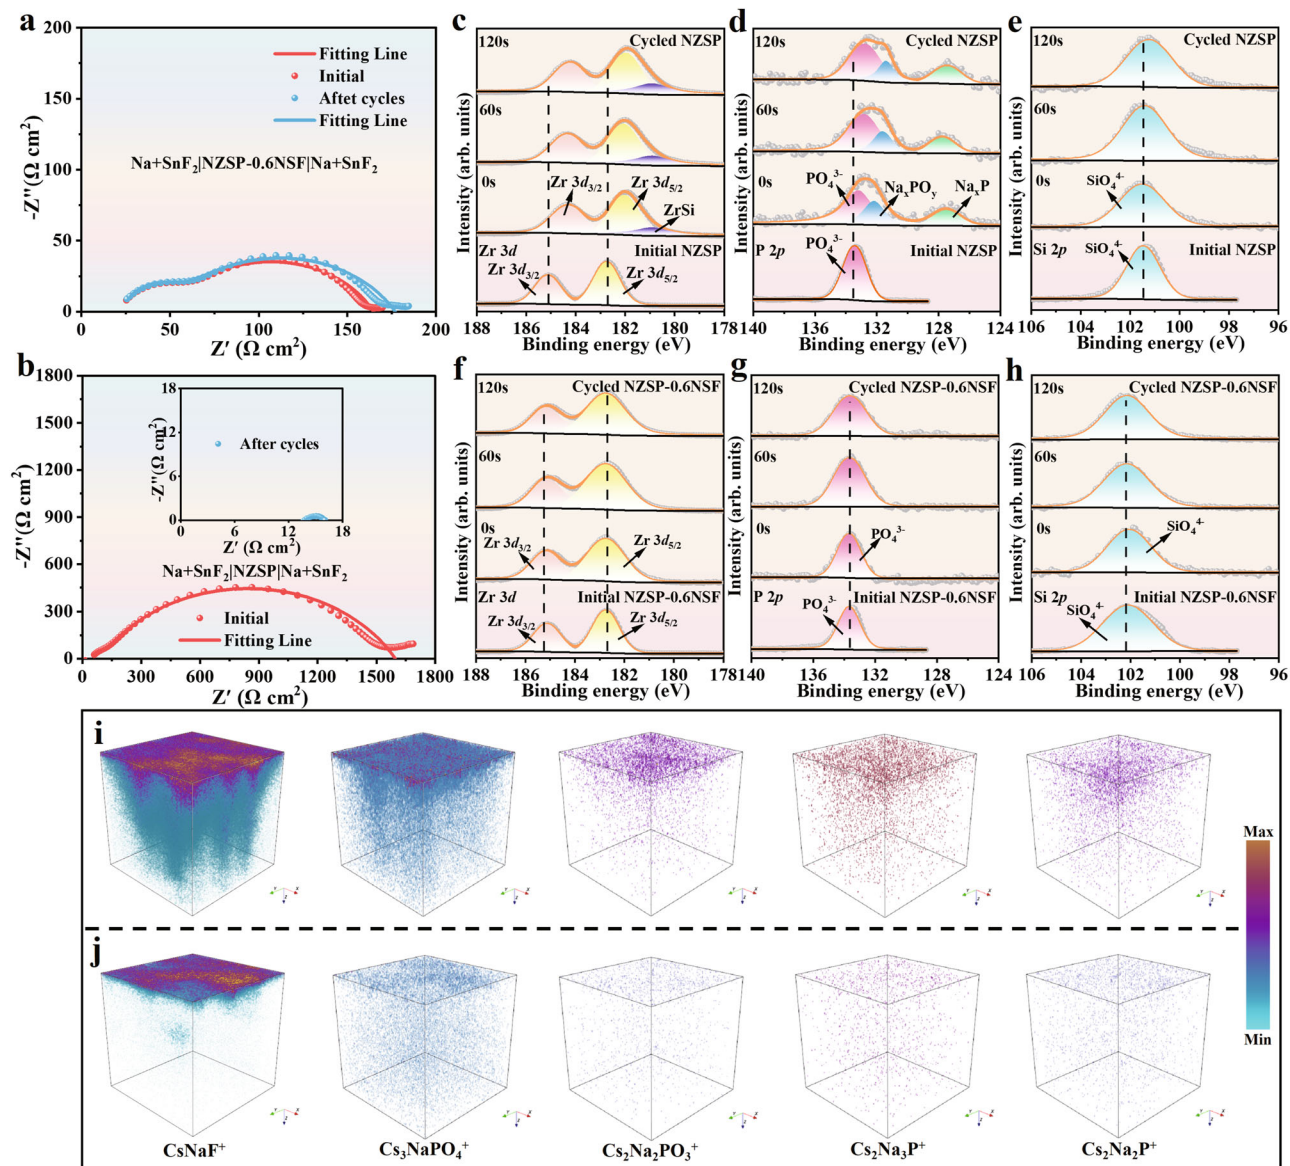 a
200
150
100
50
0
-Z''(Ω cm²)
Fitting Line
Initial
Aftet cycles
Fitting Line
Na+SnF₂|NZSP-0.6NSF|Na+SnF₂
0 50 100 150 200
Z′ (Ω cm²)
b
1800
1500
1200
900
600
300
0
-Z''(Ω cm²)
18
12
6
0
-Z''(Ω cm²)
After cycles
0 6 12 18
Z′ (Ω cm²)
Na+SnF₂|NZSP|Na+SnF₂
Initial
Fitting Line
0 300 600 900 1200 1500 1800
Z′ (Ω cm²)
c
Intensity (arb. units)
120s Cycled NZSP
60s
0s
Zr 3d₃/₂ Zr 3d₅/₂
ZrSi
Zr 3d Initial NZSP
Zr 3d₃/₂ Zr 3d₅/₂
188 186 184 182 180 178
Binding energy (eV)
d
Intensity (arb. units)
120s Cycled NZSP
60s
0s
PO₄³⁻ NaₓPOᵧ NaₓP
P 2p Initial NZSP
PO₄³⁻
140 136 132 128 124
Binding energy (eV)
e
Intensity (arb. units)
120s Cycled NZSP
60s
0s
SiO₄⁴⁻
Si 2p Initial NZSP
SiO₄⁴⁻
106 104 102 100 98 96
Binding energy (eV)
f
Intensity (arb. units)
120s Cycled NZSP-0.6NSF
60s
0s
Zr 3d₃/₂ Zr 3d₅/₂
Zr 3d Initial NZSP-0.6NSF
Zr 3d₃/₂ Zr 3d₅/₂
188 186 184 182 180 178
Binding energy (eV)
g
Intensity (arb. units)
120s Cycled NZSP-0.6NSF
60s
0s
PO₄³⁻
P 2p Initial NZSP-0.6NSF
PO₄³⁻
140 136 132 128 124
Binding energy (eV)
h
Intensity (arb. units)
120s Cycled NZSP-0.6NSF
60s
0s
SiO₄⁴⁻
Si 2p Initial NZSP-0.6NSF
SiO₄⁴⁻
106 104 102 100 98 96
Binding energy (eV)
i
j
Max
Min
CsNaF⁺ Cs₃NaPO₄⁺ Cs₂Na₂PO₃⁺ Cs₂Na₃P⁺ Cs₂Na₂P⁺